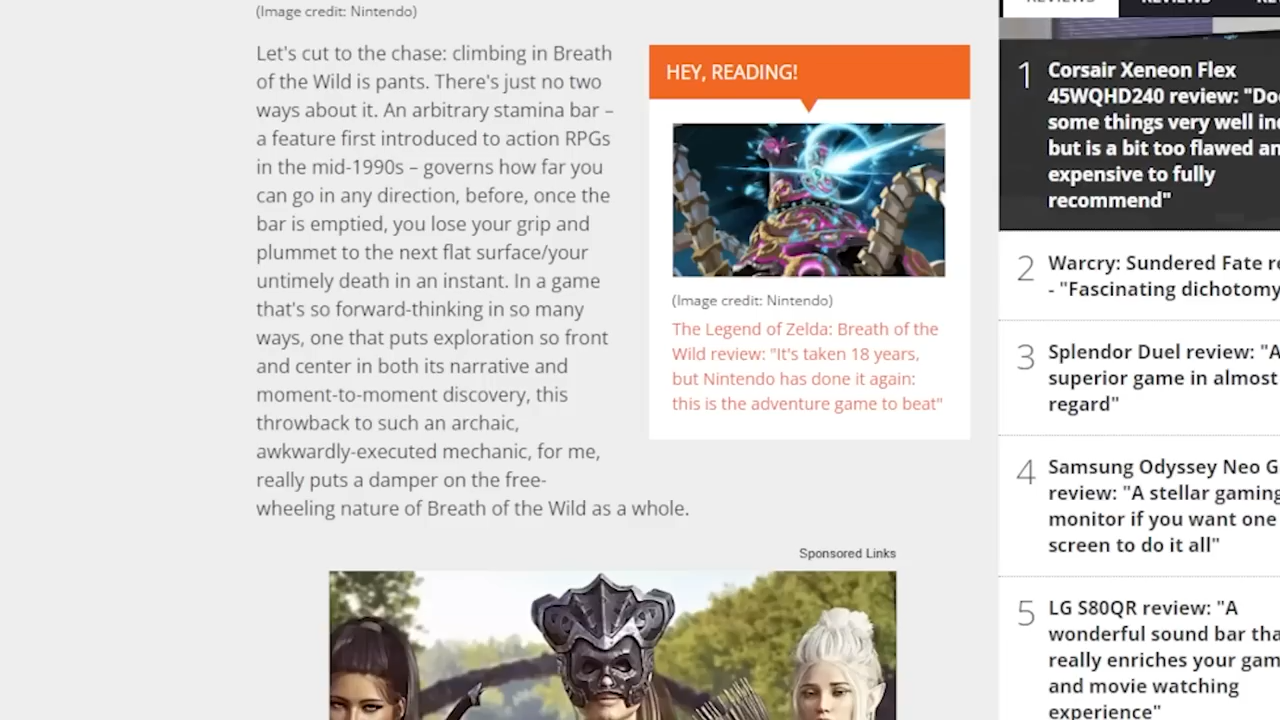 (Image credit: Nintendo)
Let's cut to the chase: climbing in Breath
of the Wild is pants. There's just no two
ways about it. An arbitrary stamina bar –
a feature first introduced to action RPGs
in the mid-1990s – governs how far you
can go in any direction, before, once the
bar is emptied, you lose your grip and
plummet to the next flat surface/your
untimely death in an instant. In a game
that's so forward-thinking in so many
ways, one that puts exploration so front
and center in both its narrative and
moment-to-moment discovery, this
throwback to such an archaic,
awkwardly-executed mechanic, for me,
really puts a damper on the free-
wheeling nature of Breath of the Wild as a whole.
HEY, READING!
(Image credit: Nintendo)
The Legend of Zelda: Breath of the
Wild review: "It's taken 18 years,
but Nintendo has done it again:
this is the adventure game to beat"
Sponsored Links
REVIEWS
REVIEWS
1
Corsair Xeneon Flex
45WQHD240 review: "Do
some things very well in
but is a bit too flawed an
expensive to fully
recommend"
2
Warcry: Sundered Fate re
- "Fascinating dichotomy
3
Splendor Duel review: "A
superior game in almost
regard"
4
Samsung Odyssey Neo G
review: "A stellar gaming
monitor if you want one
screen to do it all"
5
LG S80QR review: "A
wonderful sound bar tha
really enriches your gam
and movie watching
experience"